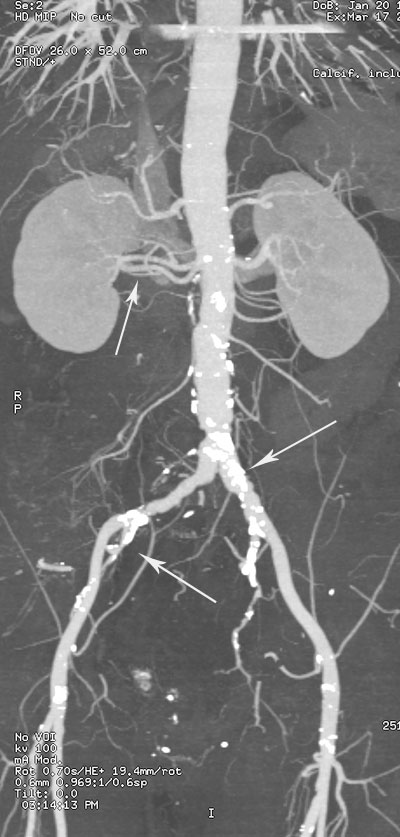 Se:2
HD MIP No cut
DoB: Jan 20 1
Ex:Mar 17 2
DFOV 26.0 x 52.0 cm
STND/+
Calcif. inclu
R
P
No VOI
kv 100
mA Mod.
Rot 0.70s/HE+ 19.4mm/rot
0.6mm 0.969:1/0.6sp
Tilt: 0.0
03:14:13 PM
251
I